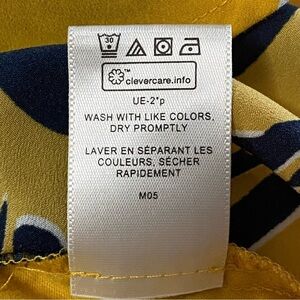 30
clevercare.info
UE-2*p
WASH WITH LIKE COLORS,
DRY PROMPTLY
LAVER EN SÉPARANT LES
COULEURS, SÉCHER
RAPIDEMENT
M05